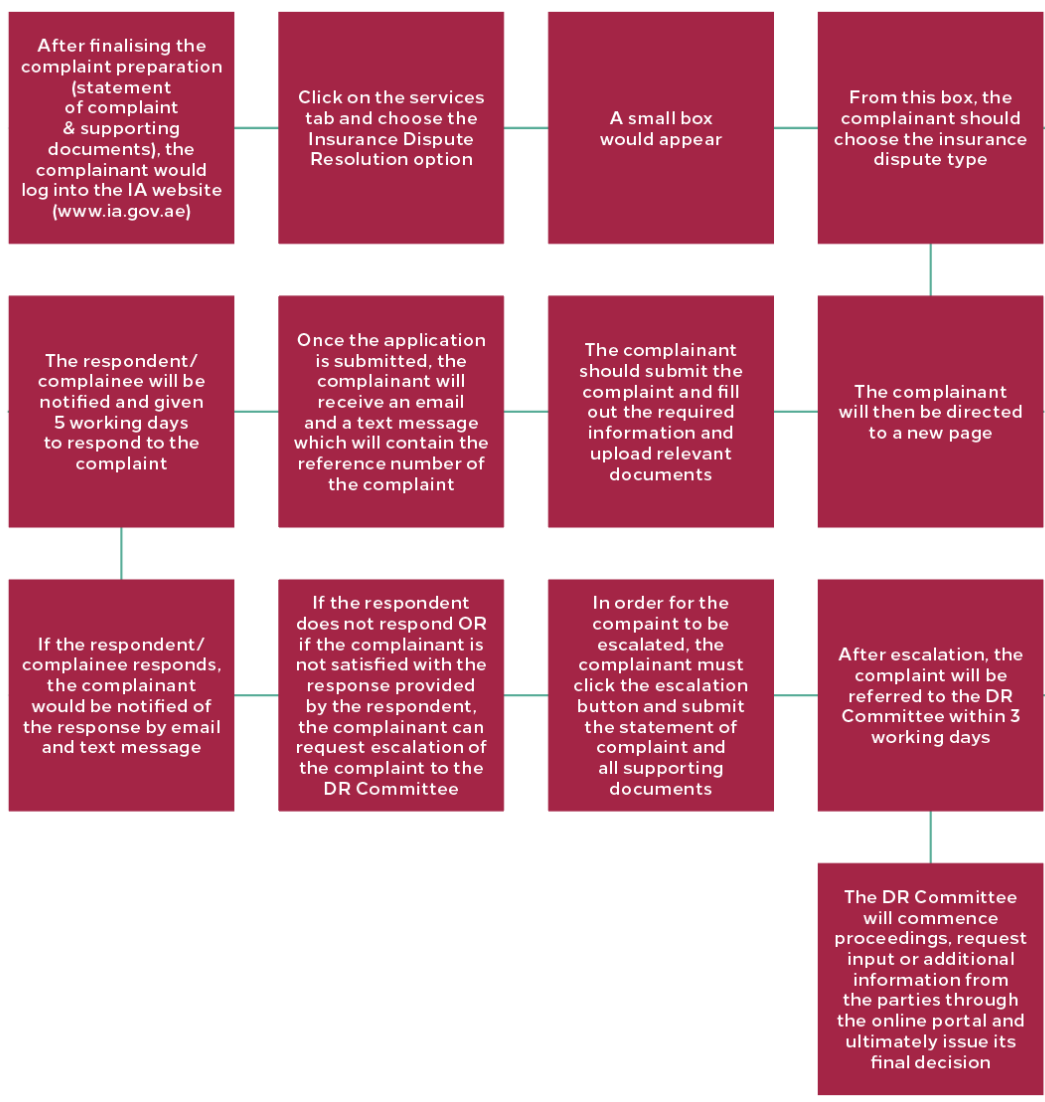 After finalising the
complaint preparation
(statement
of complaint
& supporting
documents), the
complainant would
log into the IA website
(www.ia.gov.ae)
Click on the services
tab and choose the
Insurance Dispute
Resolution option
A small box
would appear
From this box, the
complainant should
choose the insurance
dispute type
The complainant
will then be directed
to a new page
The complainant
should submit the
complaint and fill
out the required
information and
upload relevant
documents
Once the application
is submitted, the
complainant will
receive an email
and a text message
which will contain the
reference number of
the complaint
The respondent/
complainee will be
notified and given
5 working days
to respond to the
complaint
If the respondent/
complainee responds,
the complainant
would be notified of
the response by email
and text message
If the respondent
does not respond OR
if the complainant is
not satisfied with the
response provided
by the respondent,
the complainant can
request escalation of
the complaint to the
DR Committee
In order for the
compaint to be
escalated, the
complainant must
click the escalation
button and submit
the statement of
complaint and
all supporting
documents
After escalation, the
complaint will be
referred to the DR
Committee within 3
working days
The DR Committee
will commence
proceedings, request
input or additional
information from
the parties through
the online portal and
ultimately issue its
final decision